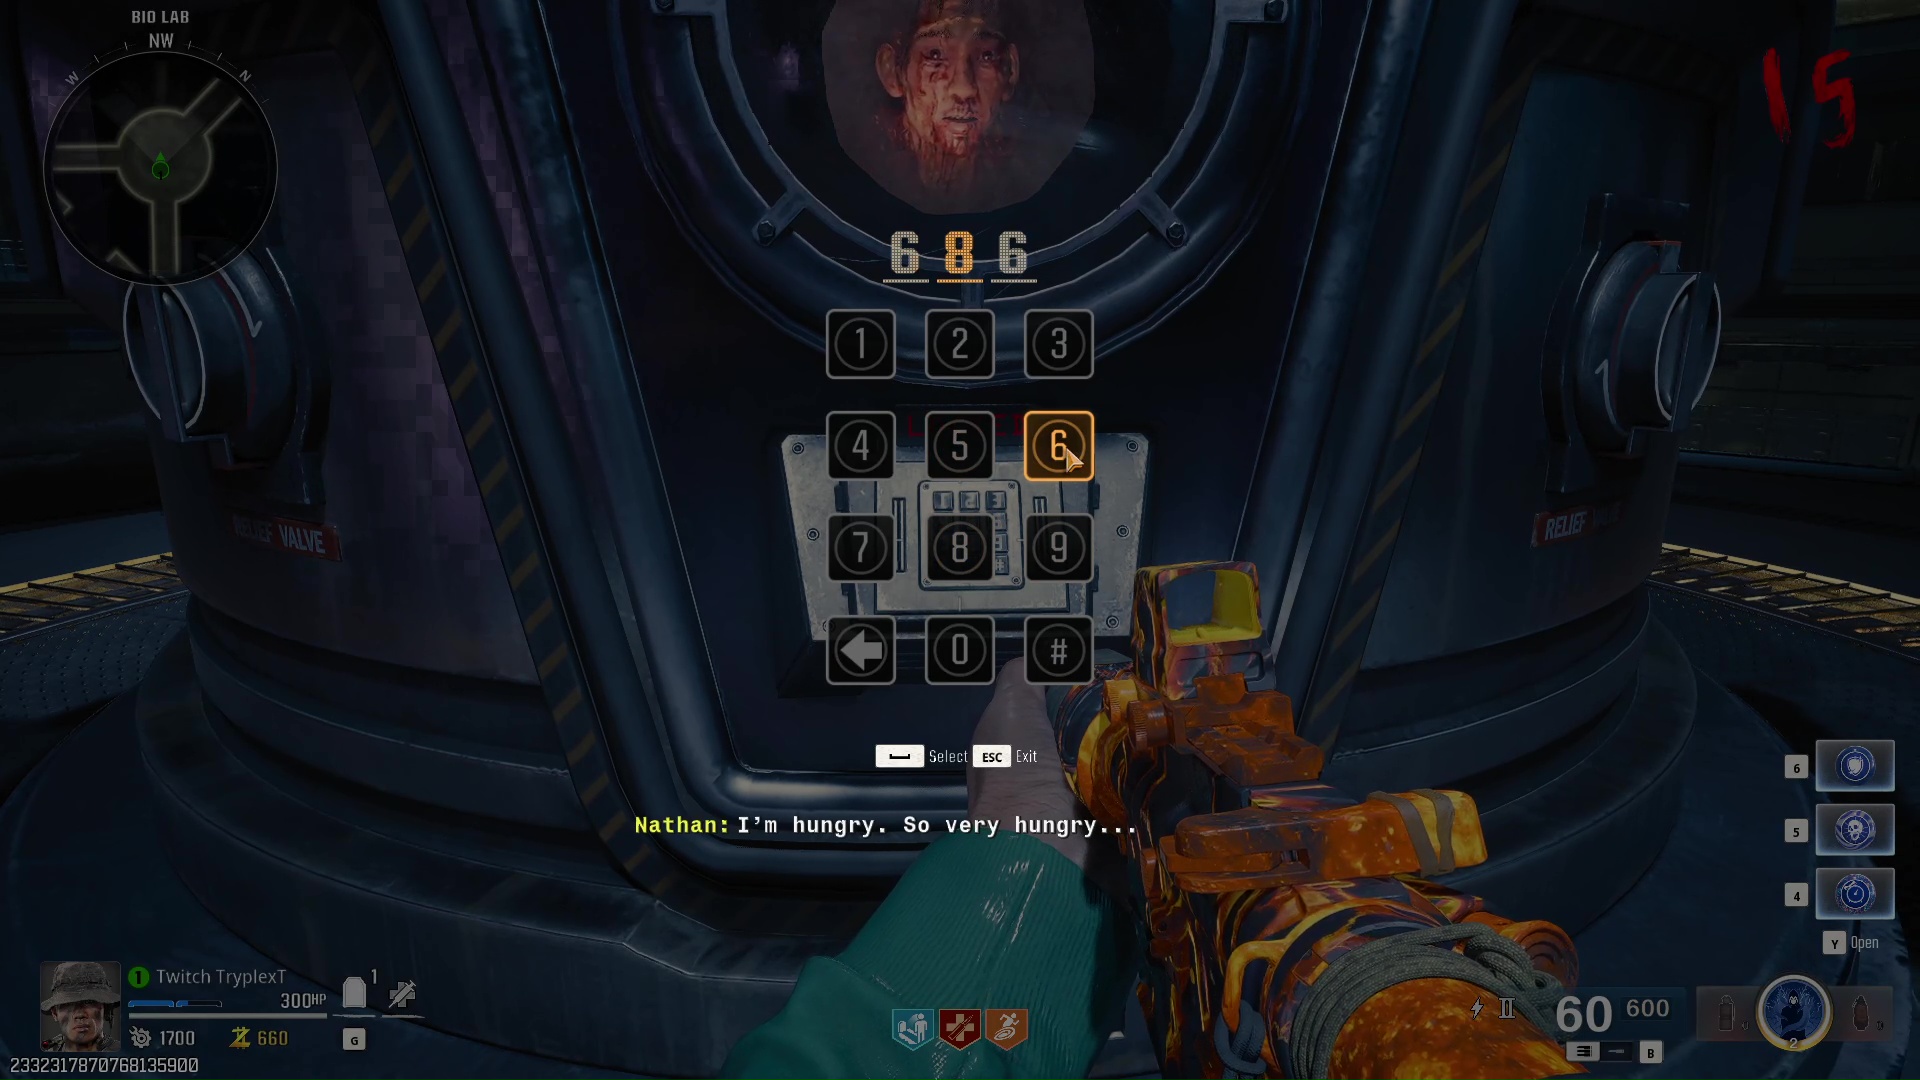 BIO LAB
NW
W
N
15
6 8 6
1 2 3
4 5 6
7 8 9
0 #
RELIEF VALVE
RELIEF
Select ESC Exit
Nathan: I'm hungry. So very hungry...
6
5
4
Y Open
1 Twitch TryplexT
300HP
1
1700
660
G
II
60 600
2
B
2332317870768135900